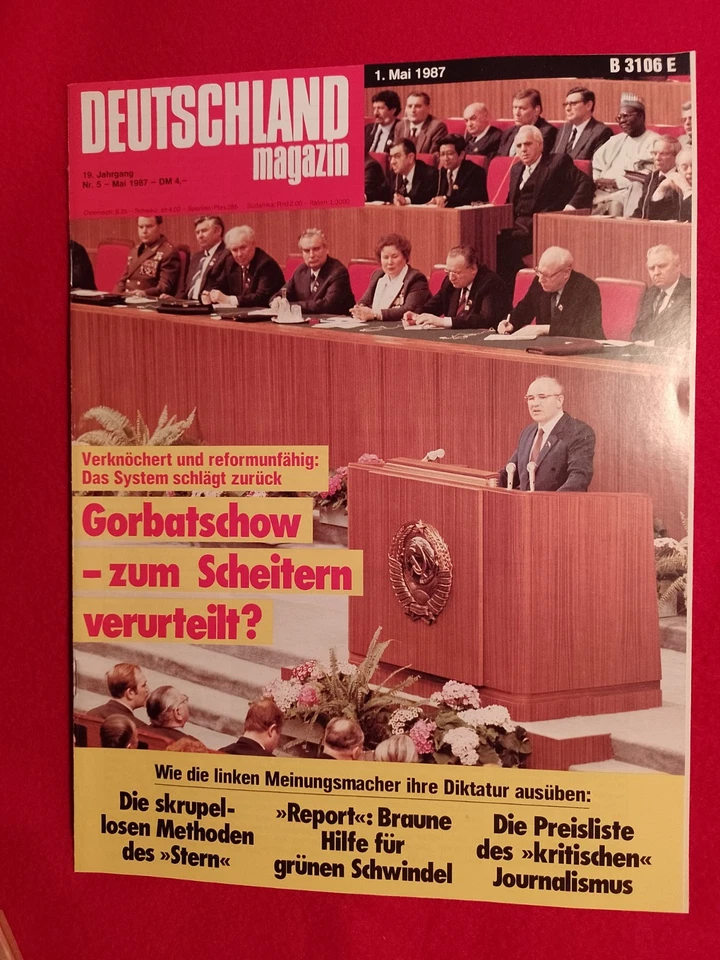 1. Mai 1987
B 3106 E
DEUTSCHLAND
magazin
19. Jahrgang
Nr. 5 – Mai 1987 – DM 4,–
Verknöchert und reformunfähig:
Das System schlägt zurück
Gorbatschow
– zum Scheitern
verurteilt?
Wie die linken Meinungsmacher ihre Diktatur ausüben:
Die skrupel-
losen Methoden
des »Stern«
»Report«: Braune
Hilfe für
grünen Schwindel
Die Preisliste
des »kritischen«
Journalismus